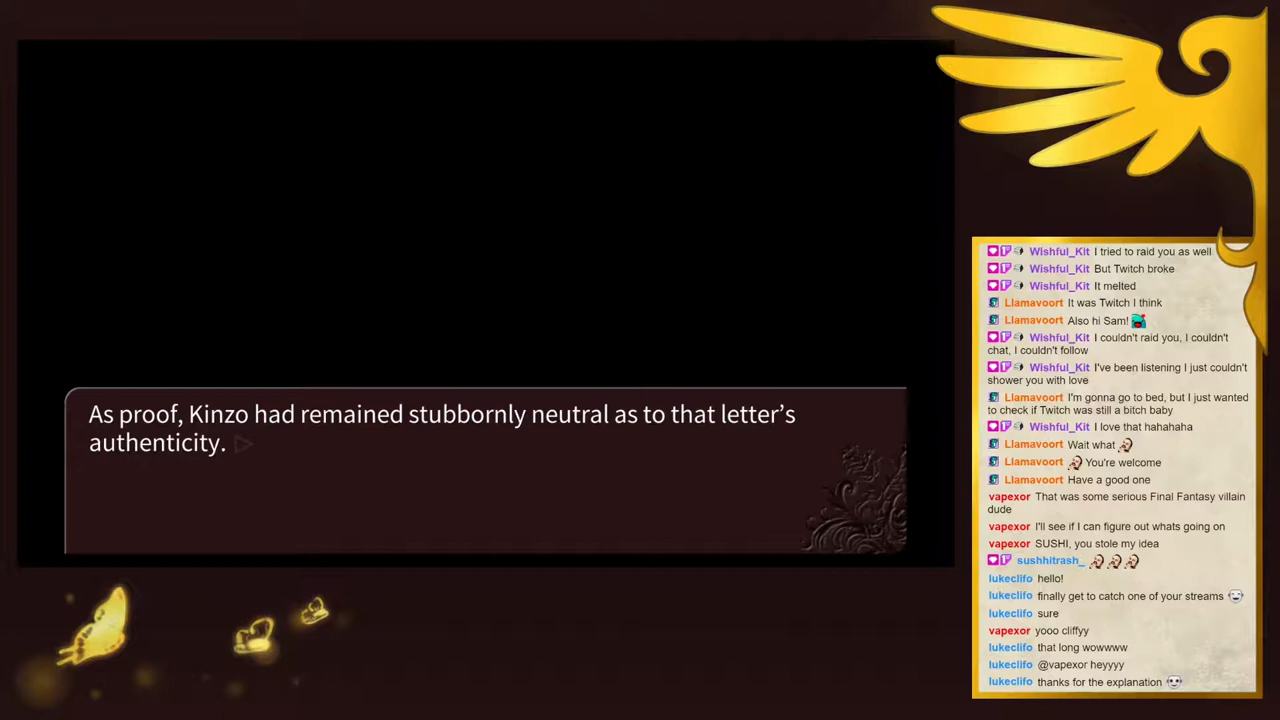 As proof, Kinzo had remained stubbornly neutral as to that letter’s
authenticity.
Wishful_Kit I tried to raid you as well
Wishful_Kit But Twitch broke
Wishful_Kit It melted
Llamavoort It was Twitch I think
Llamavoort Also hi Sam!
Wishful_Kit I couldn't raid you, I couldn't
chat, I couldn't follow
Wishful_Kit I've been listening I just couldn't
shower you with love
Llamavoort I'm gonna go to bed, but I just wanted
to check if Twitch was still a bitch baby
Wishful_Kit I love that hahahaha
Llamavoort Wait what
Llamavoort You're welcome
Llamavoort Have a good one
vapexor That was some serious Final Fantasy villain
dude
vapexor I'll see if I can figure out whats going on
vapexor SUSHI, you stole my idea
sushhitrash_
lukeclifo hello!
lukeclifo finally get to catch one of your streams
lukeclifo sure
vapexor yooo cliffyy
lukeclifo that long wowwww
lukeclifo @vapexor heyyyy
lukeclifo thanks for the explanation